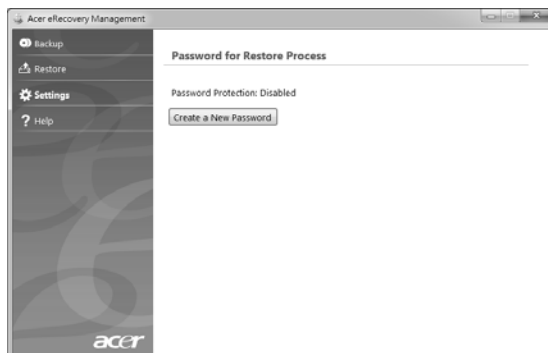 Acer eRecovery Management
Backup
Restore
Settings
Help
Password for Restore Process
Password Protection: Disabled
Create a New Password
acer